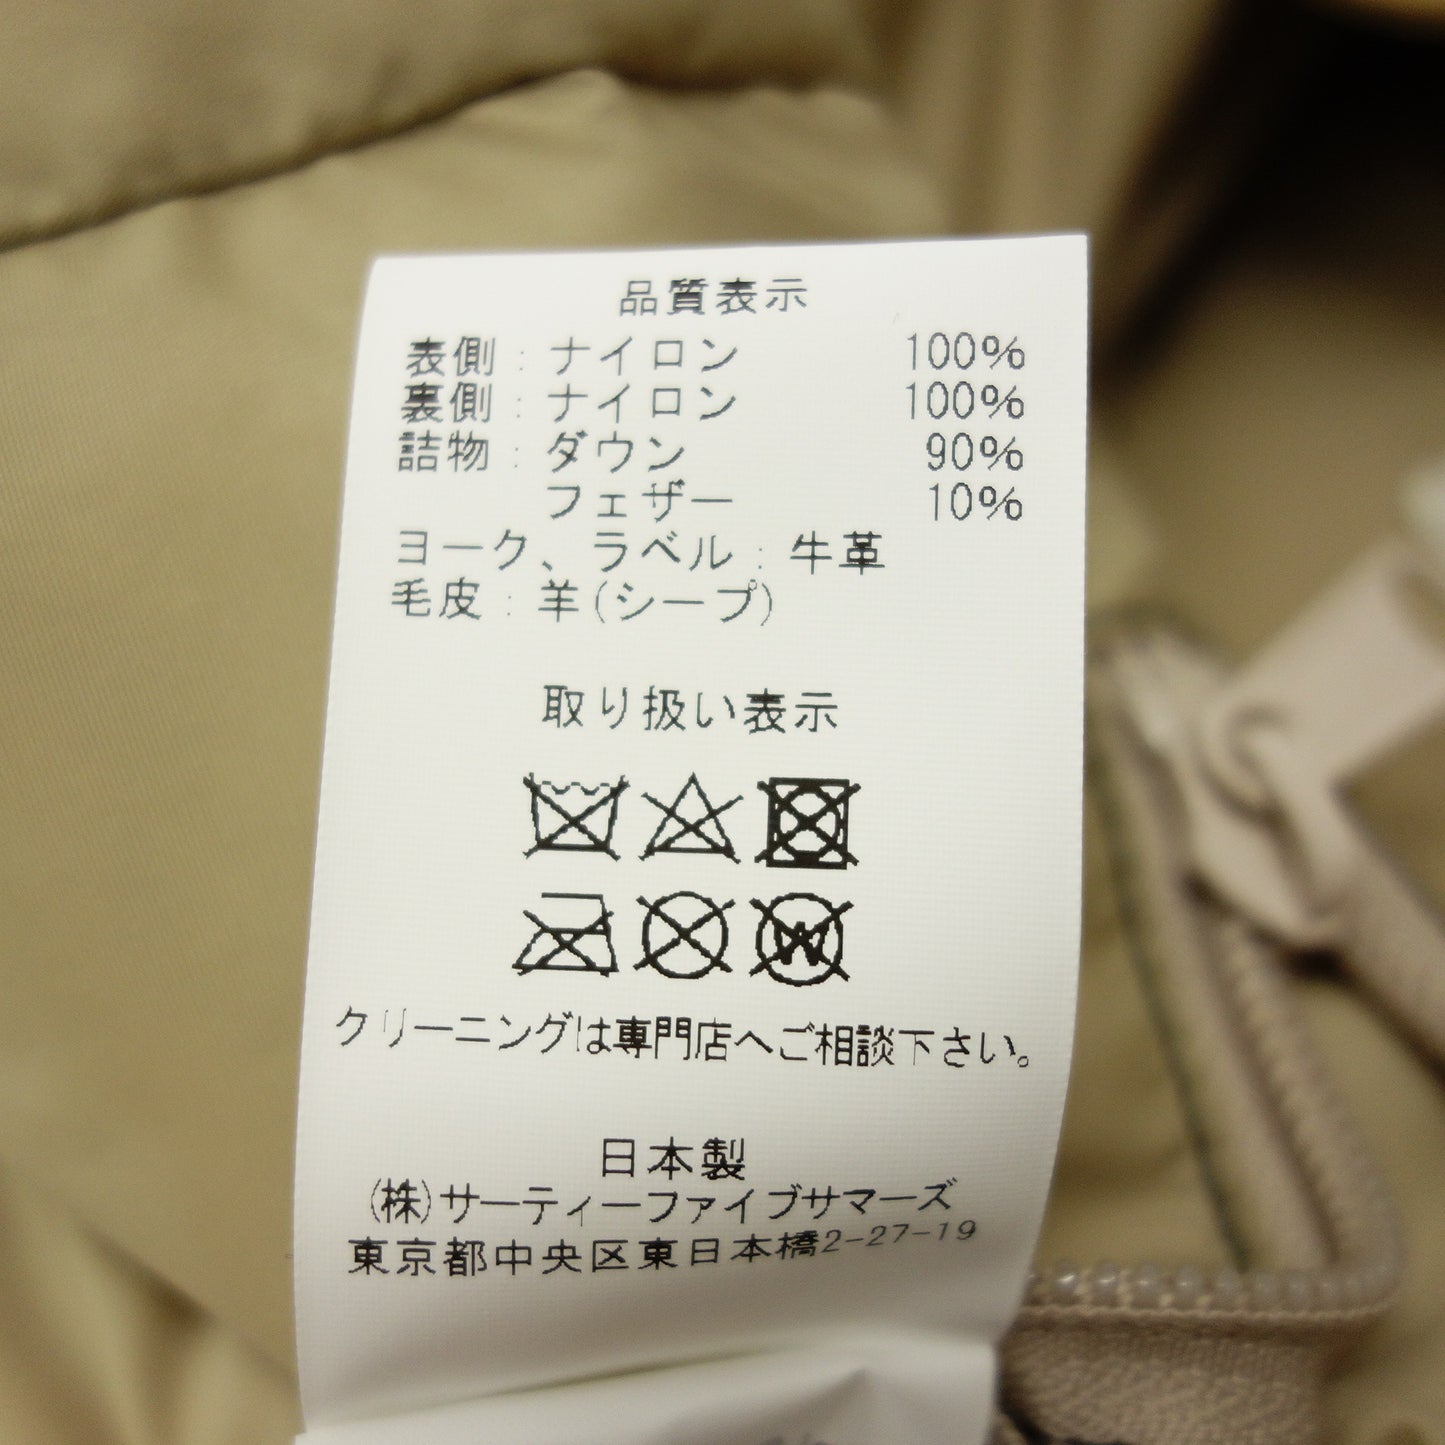 品質表示
表側:ナイロン 100%
裏側:ナイロン 100%
詰物:ダウン 90%
フェザー 10%
ヨーク、ラベル:牛革
毛皮:羊(シープ)
取り扱い表示
W
クリーニングは専門店へご相談下さい。
日本製
(株)サーティーファイブサマーズ
東京都中央区東日本橋2-27-19